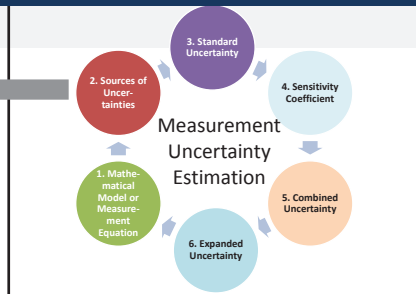 3. Standard
Uncertainty
2. Sources of
Uncer-
tainties
4. Sensitivity
Coefficient
Measurement
Uncertainty
Estimation
1. Mathe-
matical
Model or
Measure-
ment
Equation
5. Combined
Uncertainty
6. Expanded
Uncertainty